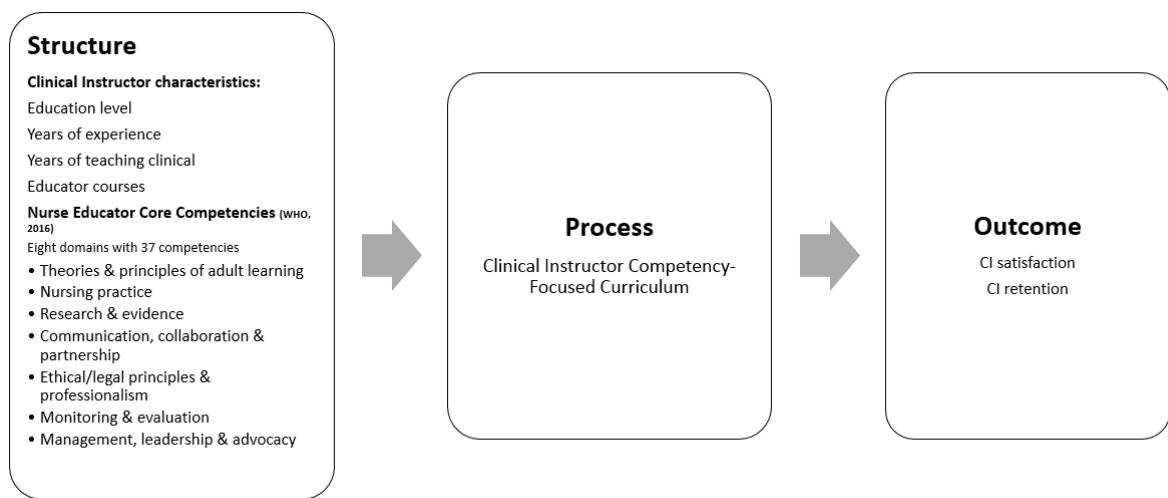 Structure
Clinical Instructor characteristics:
Education level
Years of experience
Years of teaching clinical
Educator courses
Nurse Educator Core Competencies (WHO,
2016)
Eight domains with 37 competencies
• Theories & principles of adult learning
• Nursing practice
• Research & evidence
• Communication, collaboration &
partnership
• Ethical/legal principles &
professionalism
• Monitoring & evaluation
• Management, leadership & advocacy
Process
Clinical Instructor Competency-
Focused Curriculum
Outcome
CI satisfaction
CI retention